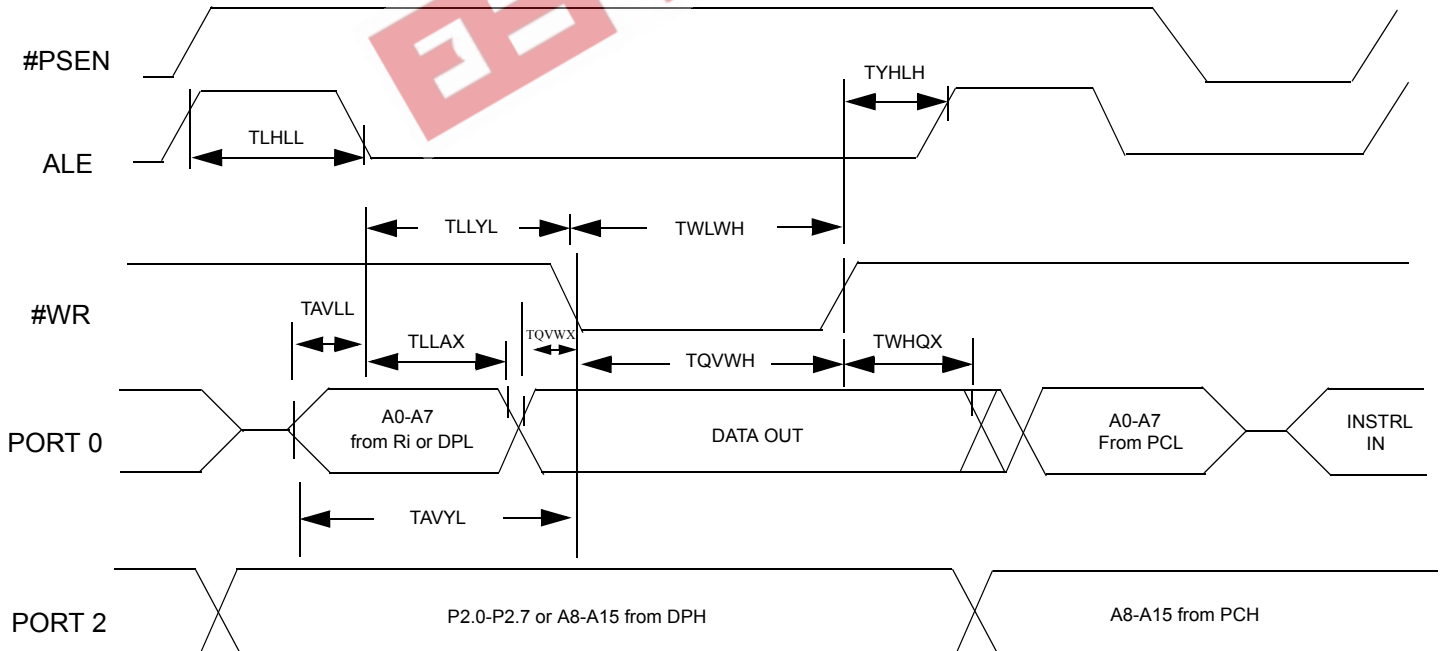 #PSEN
TYHLH
TLHLL
ALE
TLLYL
TWLWH
#WR
TAVLL
TQVWX
TLLAX
TQVWH
TWHQX
PORT 0
A0-A7
from Ri or DPL
DATA OUT
A0-A7
From PCL
INSTRL
IN
TAVYL
PORT 2
P2.0-P2.7 or A8-A15 from DPH
A8-A15 from PCH